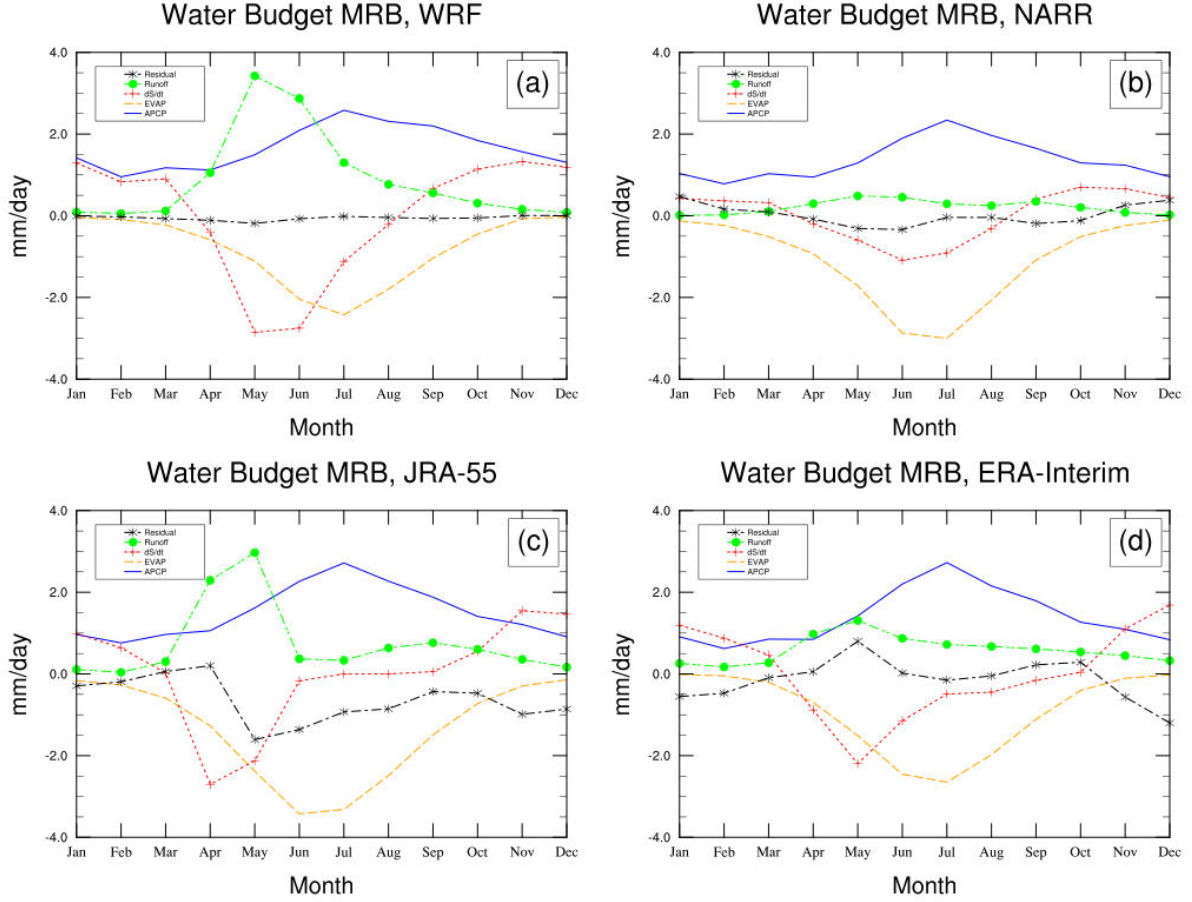 Water Budget MRB, WRF
4.0
2.0
0.0
-2.0
-4.0
mm/day
Residual
Runoff
dS/dt
EVAP
APCP
(a)
Jan Feb Mar Apr May Jun Jul Aug Sep Oct Nov Dec
Month
Water Budget MRB, NARR
4.0
2.0
0.0
-2.0
-4.0
mm/day
Residual
Runoff
dS/dt
EVAP
APCP
(b)
Jan Feb Mar Apr May Jun Jul Aug Sep Oct Nov Dec
Month
Water Budget MRB, JRA-55
4.0
2.0
0.0
-2.0
-4.0
mm/day
Residual
Runoff
dS/dt
EVAP
APCP
(c)
Jan Feb Mar Apr May Jun Jul Aug Sep Oct Nov Dec
Month
Water Budget MRB, ERA-Interim
4.0
2.0
0.0
-2.0
-4.0
mm/day
Residual
Runoff
dS/dt
EVAP
APCP
(d)
Jan Feb Mar Apr May Jun Jul Aug Sep Oct Nov Dec
Month